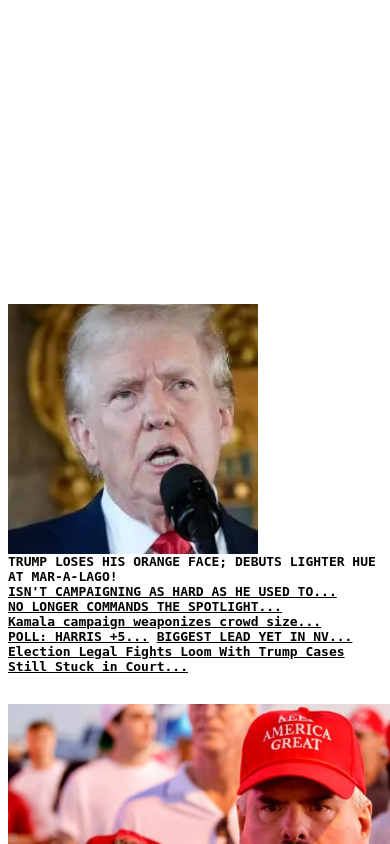 TRUMP LOSES HIS ORANGE FACE; DEBUTS LIGHTER HUE
AT MAR-A-LAGO!
ISN'T CAMPAIGNING AS HARD AS HE USED TO...
NO LONGER COMMANDS THE SPOTLIGHT...
Kamala campaign weaponizes crowd size...
POLL: HARRIS +5... BIGGEST LEAD YET IN NV...
Election Legal Fights Loom With Trump Cases
Still Stuck in Court...
KEEP
AMERICA
GREAT